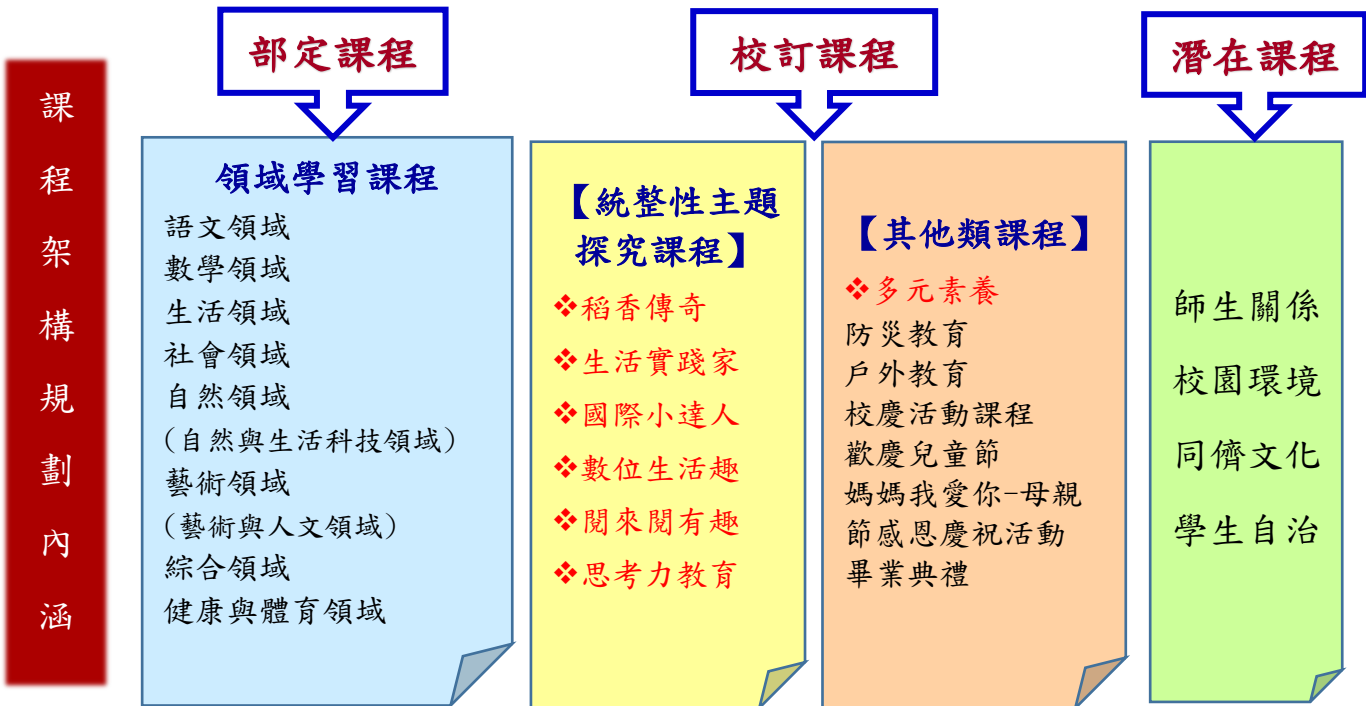 課程架構規劃內涵
部定課程
領域學習課程
語文領域
數學領域
生活領域
社會領域
自然領域
(自然與生活科技領域)
藝術領域
(藝術與人文領域)
綜合領域
健康與體育領域
校訂課程
【統整性主題
探究課程】
❖稻香傳奇
❖生活實踐家
❖國際小達人
❖數位生活趣
❖閱來閱有趣
❖思考力教育
【其他類課程】
❖多元素養
防災教育
戶外教育
校慶活動課程
歡慶兒童節
媽媽我愛你-母親
節感恩慶祝活動
畢業典禮
潛在課程
師生關係
校園環境
同儕文化
學生自治